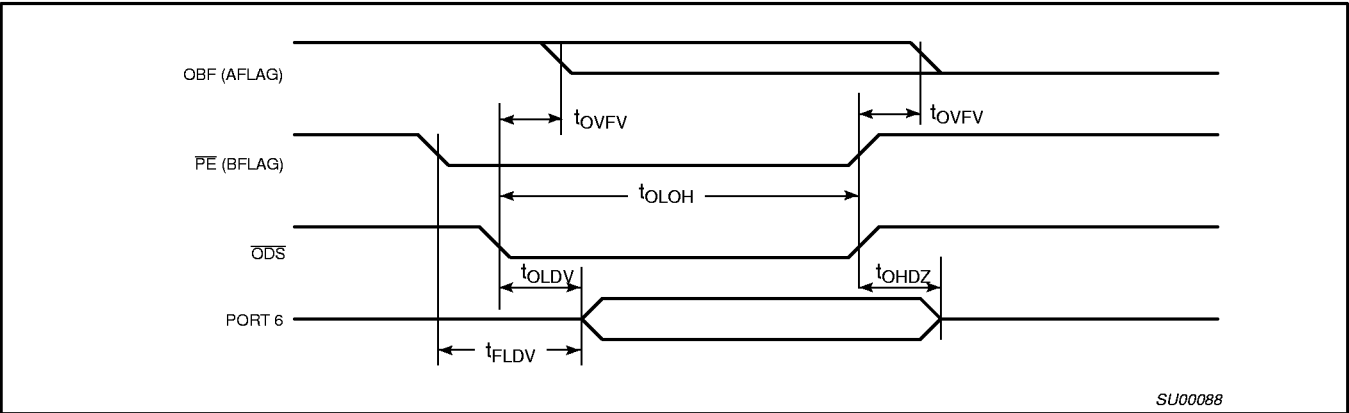 OBF (AFLAG)
tOVFV
tOVFV
PE (BFLAG)
tOLOH
ODS
tOLDV
tOHDZ
PORT 6
tFLDV
SU00088